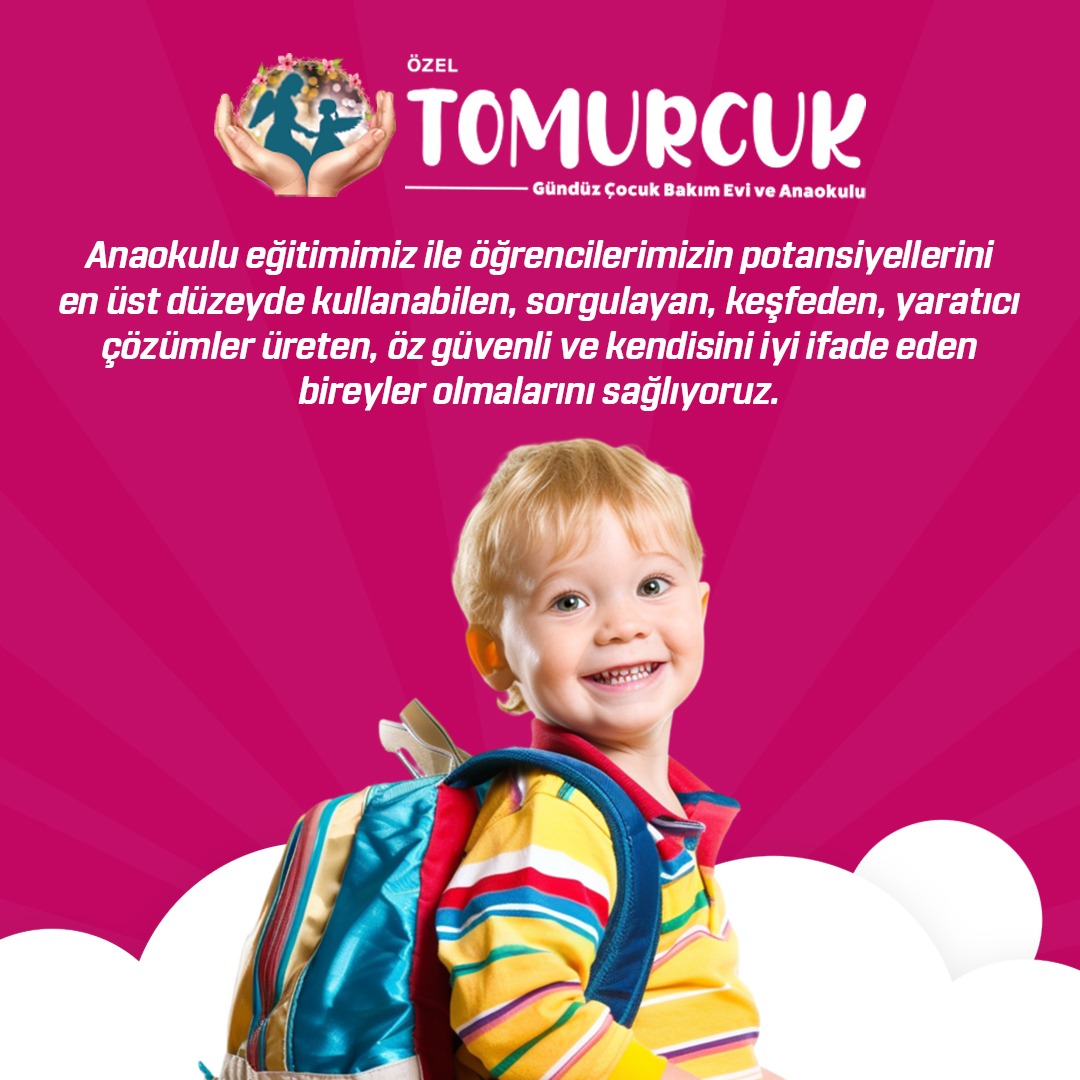 ÖZEL
TOMURCUK
Gündüz Çocuk Bakım Evi ve Anaokulu
Anaokulu eğitimimiz ile öğrencilerimizin potansiyellerini
en üst düzeyde kullanabilen, sorgulayan, keşfeden, yaratıcı
çözümler üreten, öz güvenli ve kendisini iyi ifade eden
bireyler olmalarını sağlıyoruz.